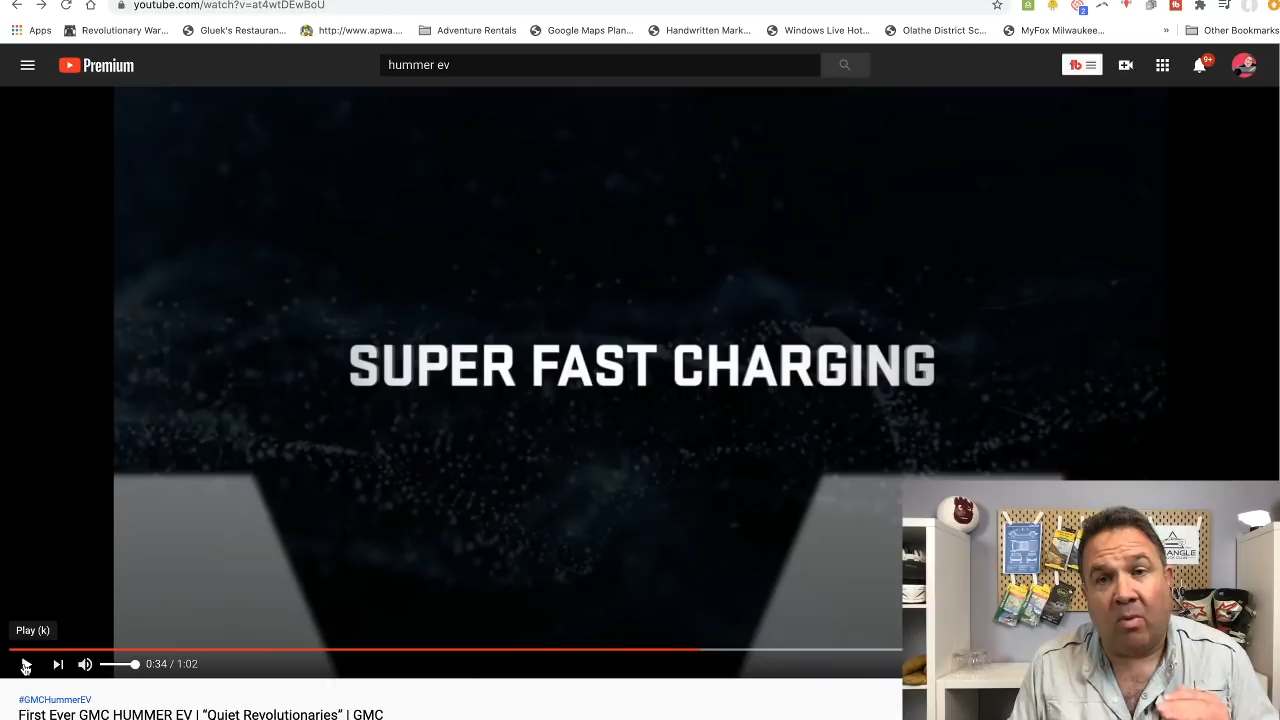 youtube.com/watch?v=at4wtDEwBoU
Apps
Revolutionary War...
Gluek's Restauran...
http://www.apwa....
Adventure Rentals
Google Maps Plan...
Handwritten Mark...
Windows Live Hot...
Olathe District Sc...
MyFox Milwaukee...
»
Other Bookmarks
2
Premium
hummer ev
tb
9+
SUPER FAST CHARGING
Play (k)
0:34 / 1:02
#GMCHummerEV
First Ever GMC HUMMER EV | “Quiet Revolutionaries” | GMC